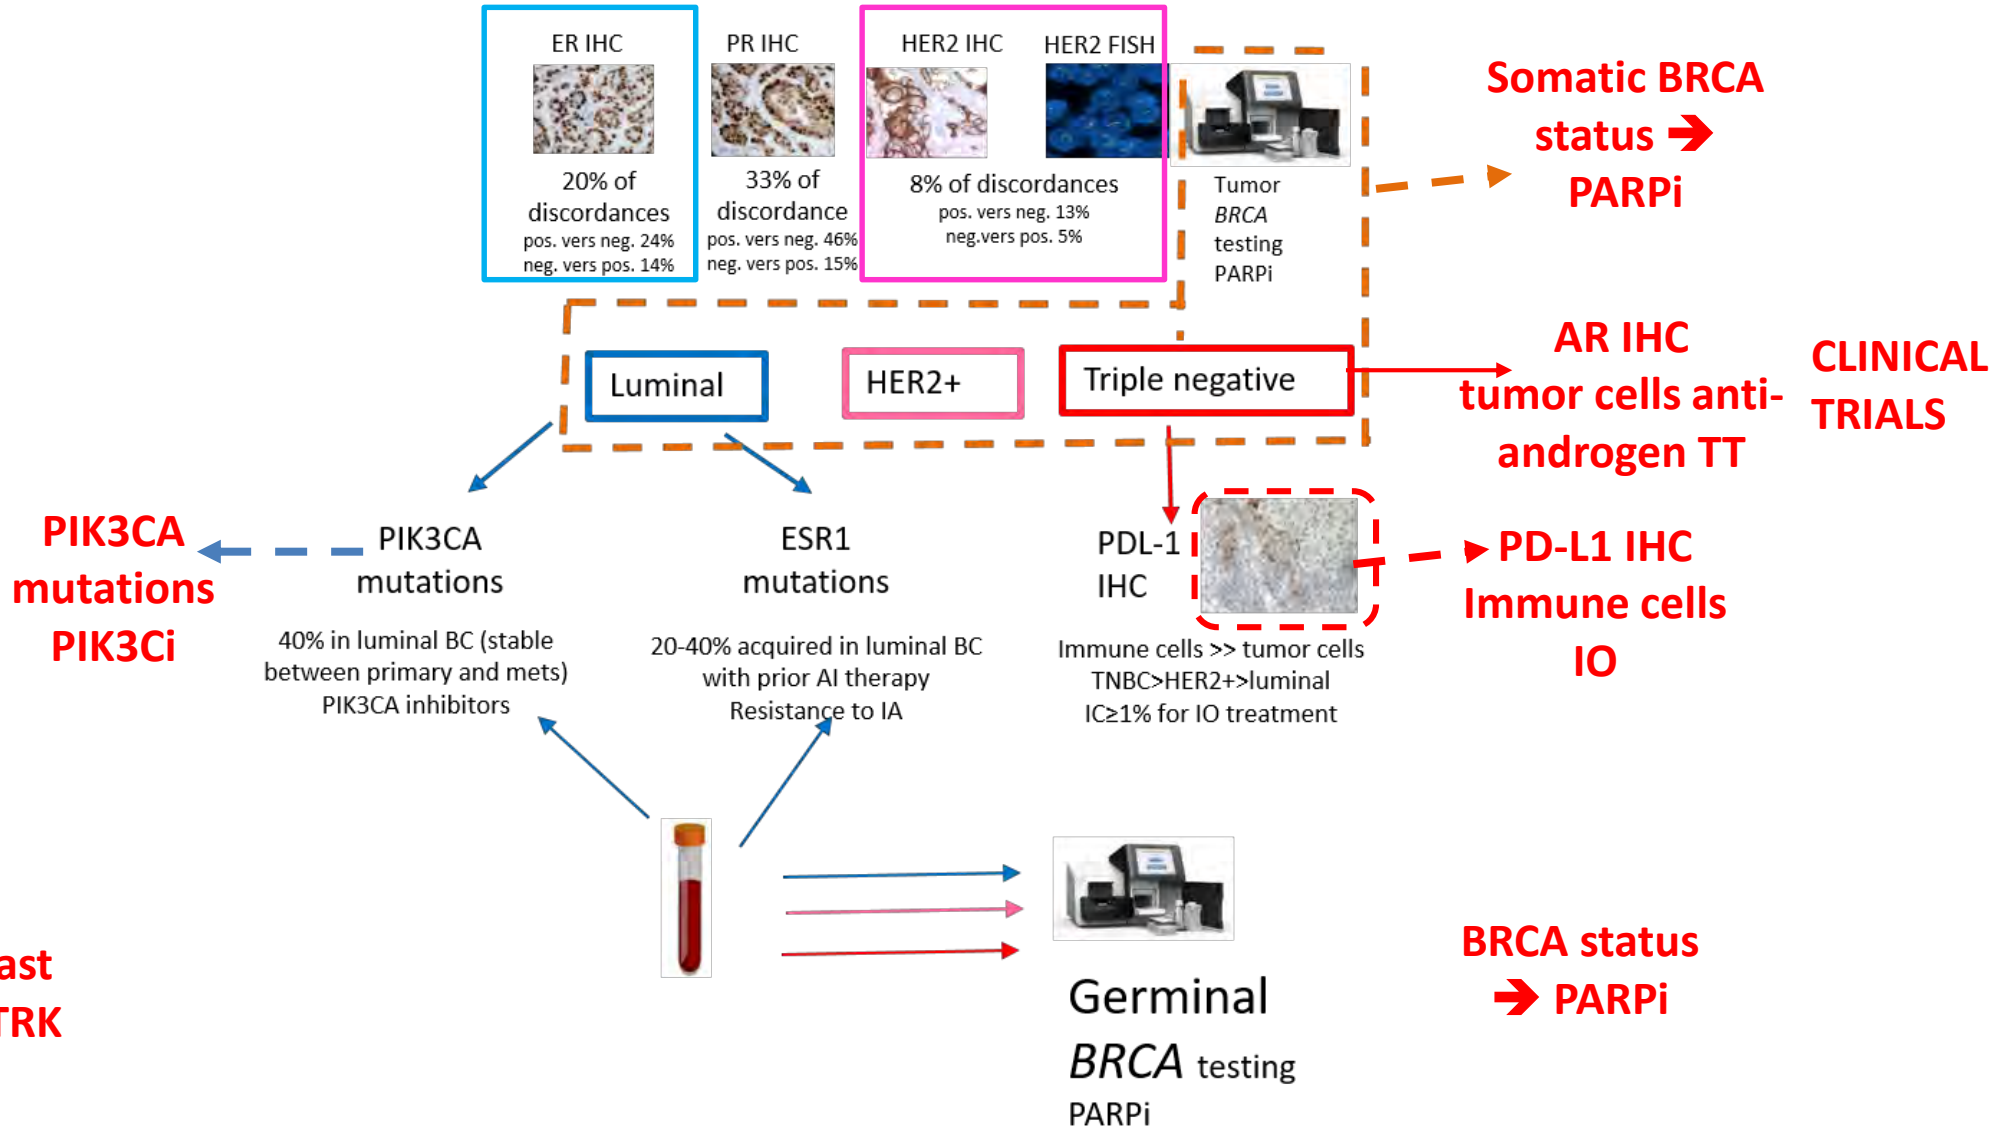 ER IHC
20% of
discordances
pos. vers neg. 24%
neg. vers pos. 14%
PR IHC
33% of
discordance
pos. vers neg. 46%
neg. vers pos. 15%
HER2 IHC
HER2 FISH
8% of discordances
pos. vers neg. 13%
neg.vers pos. 5%
Tumor
BRCA
testing
PARPi
Somatic BRCA
status ➔
PARPi
Luminal
HER2+
Triple negative
AR IHC
tumor cells anti-
androgen TT
CLINICAL
TRIALS
PIK3CA
mutations
PIK3Ci
PIK3CA
mutations
40% in luminal BC (stable
between primary and mets)
PIK3CA inhibitors
ESR1
mutations
20-40% acquired in luminal BC
with prior AI therapy
Resistance to IA
PDL-1
IHC
Immune cells >> tumor cells
TNBC>HER2+>luminal
IC≥1% for IO treatment
PD-L1 IHC
Immune cells
IO
ast
TRK
Germinal
BRCA testing
PARPi
BRCA status
➔ PARPi